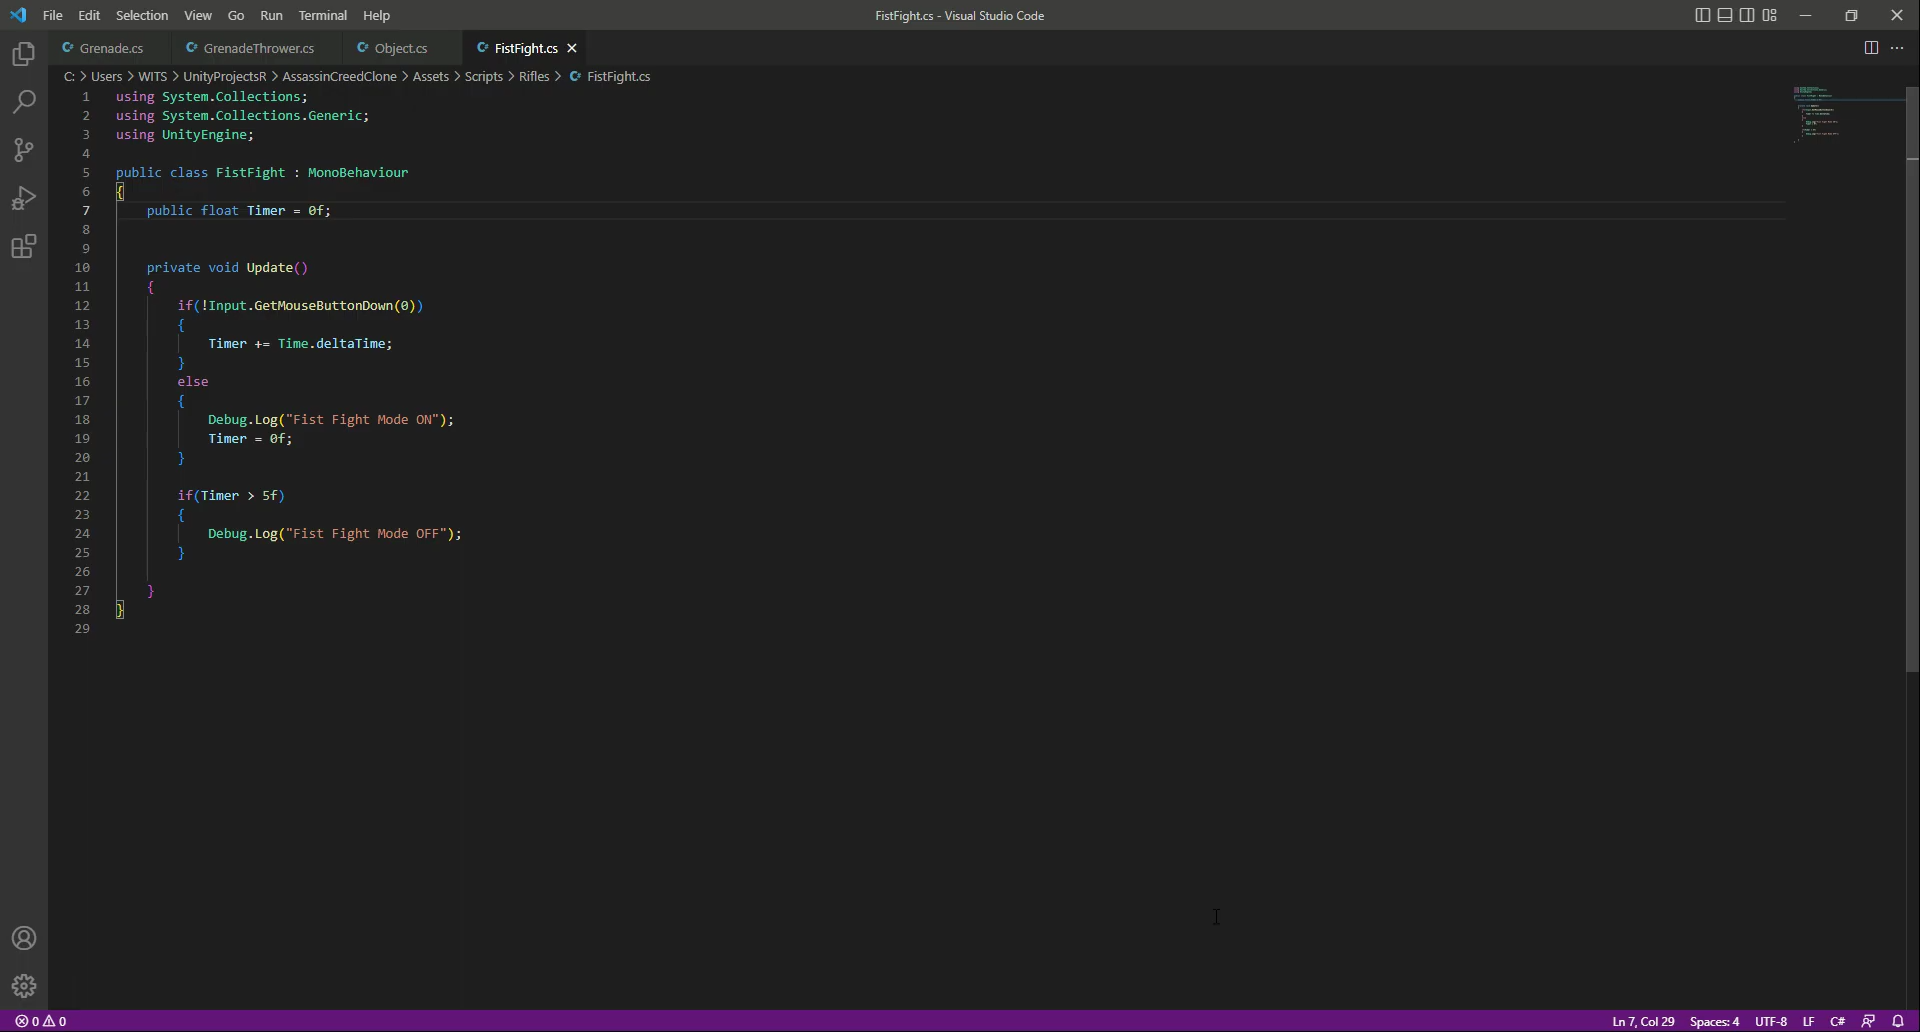 File Edit Selection View Go Run Terminal Help FistFight.cs - Visual Studio Code
Grenade.cs GrenadeThrower.cs Object.cs FistFight.cs
C: > Users > WITS > UnityProjectsR > AssassinCreedClone > Assets > Scripts > Rifles > FistFight.cs
1 using System.Collections;
2 using System.Collections.Generic;
3 using UnityEngine;
4
5 public class FistFight : MonoBehaviour
6 {
7 public float Timer = 0f;
8
9
10 private void Update()
11 {
12 if(!Input.GetMouseButtonDown(0))
13 {
14 Timer += Time.deltaTime;
15 }
16 else
17 {
18 Debug.Log("Fist Fight Mode ON");
19 Timer = 0f;
20 }
21
22 if(Timer > 5f)
23 {
24 Debug.Log("Fist Fight Mode OFF");
25 }
26
27 }
28 }
29
0 0 Ln 7, Col 29 Spaces: 4 UTF-8 LF C#